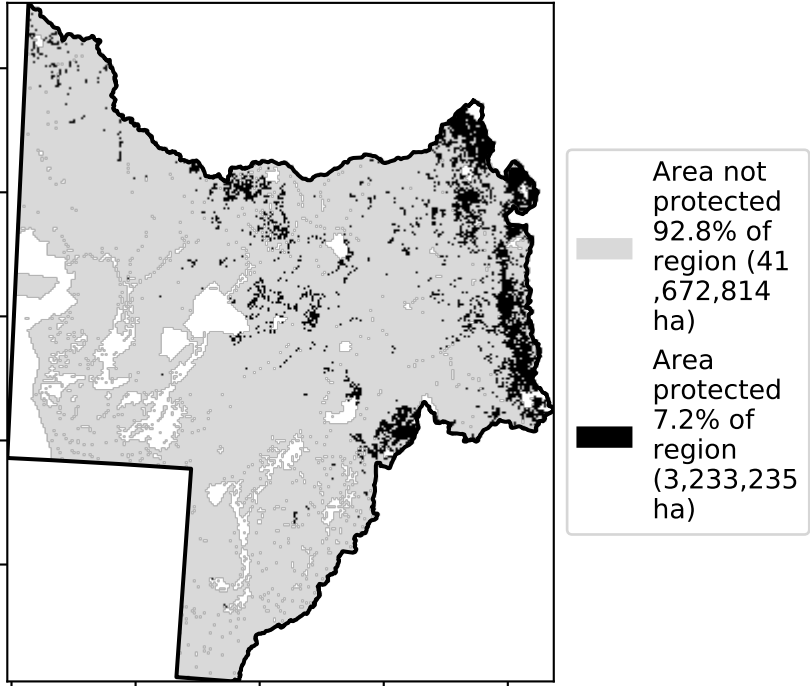 Area not
protected
92.8% of
region (41
,672,814
ha)
Area
protected
7.2% of
region
(3,233,235
ha)